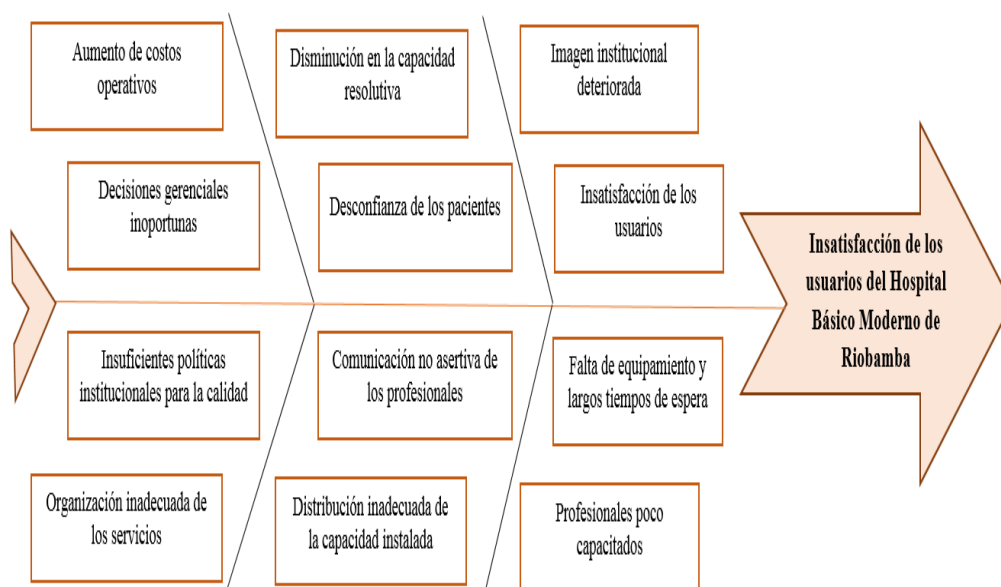 Aumento de costos
operativos
Disminución en la capacidad
resolutiva
Imagen institucional
deteriorada
Decisiones gerenciales
inoportunas
Desconfianza de los pacientes
Insatisfacción de los
usuarios
Insatisfacción de los
usuarios del Hospital
Básico Moderno de
Riobamba
Insuficientes políticas
institucionales para la calidad
Comunicación no asertiva de
los profesionales
Falta de equipamiento y
largos tiempos de espera
Organización inadecuada de
los servicios
Distribución inadecuada de
la capacidad instalada
Profesionales poco
capacitados